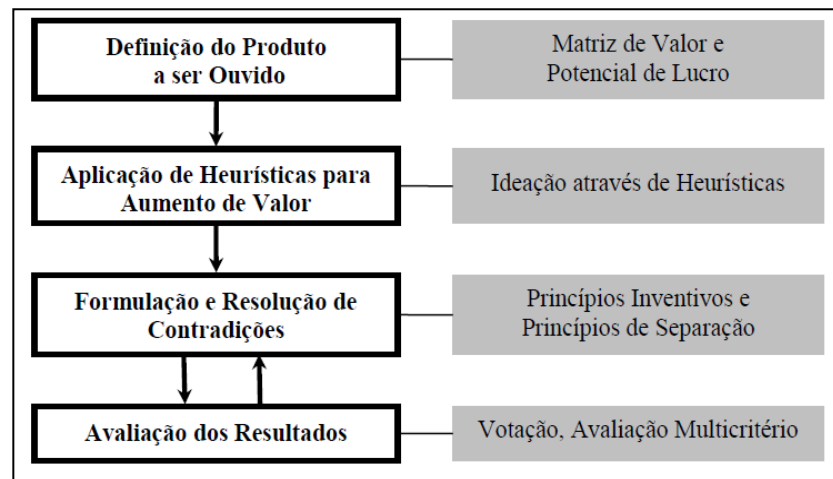 Definição do Produto
a ser Ouvido
Matriz de Valor e
Potencial de Lucro
Aplicação de Heurísticas para
Aumento de Valor
Ideação através de Heurísticas
Formulação e Resolução de
Contradições
Princípios Inventivos e
Princípios de Separação
Avaliação dos Resultados
Votação, Avaliação Multicritério